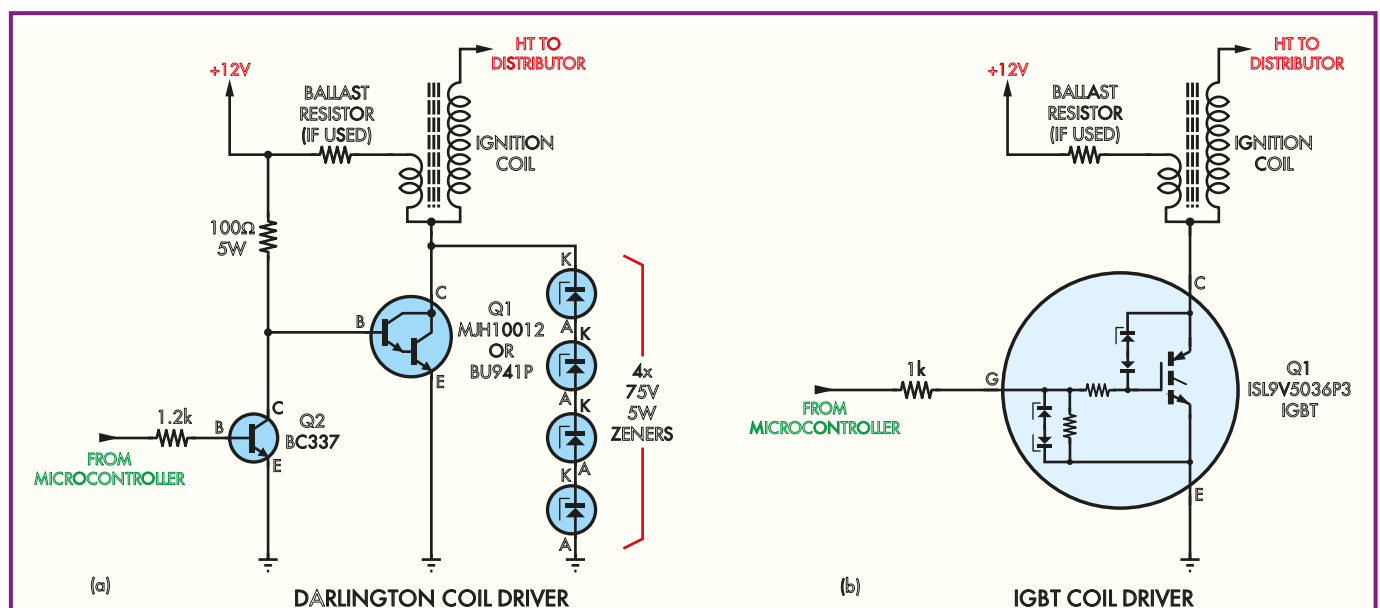 +12V
BALLAST
RESISTOR
(IF USED)
HT TO
DISTRIBUTOR
IGNITION
COIL
100Ω
5W
B
C
E
Q1
MJH10012
OR
BU941P
K
A
K
A
K
A
K
A
4x
75V
5W
ZENERS
1.2k
B
C
E
Q2
BC337
FROM
MICROCONTROLLER
(a)
DARLINGTON COIL DRIVER
+12V
BALLAST
RESISTOR
(IF USED)
HT TO
DISTRIBUTOR
IGNITION
COIL
1k
G
C
E
Q1
ISL9V5036P3
IGBT
FROM
MICROCONTROLLER
(b)
IGBT COIL DRIVER